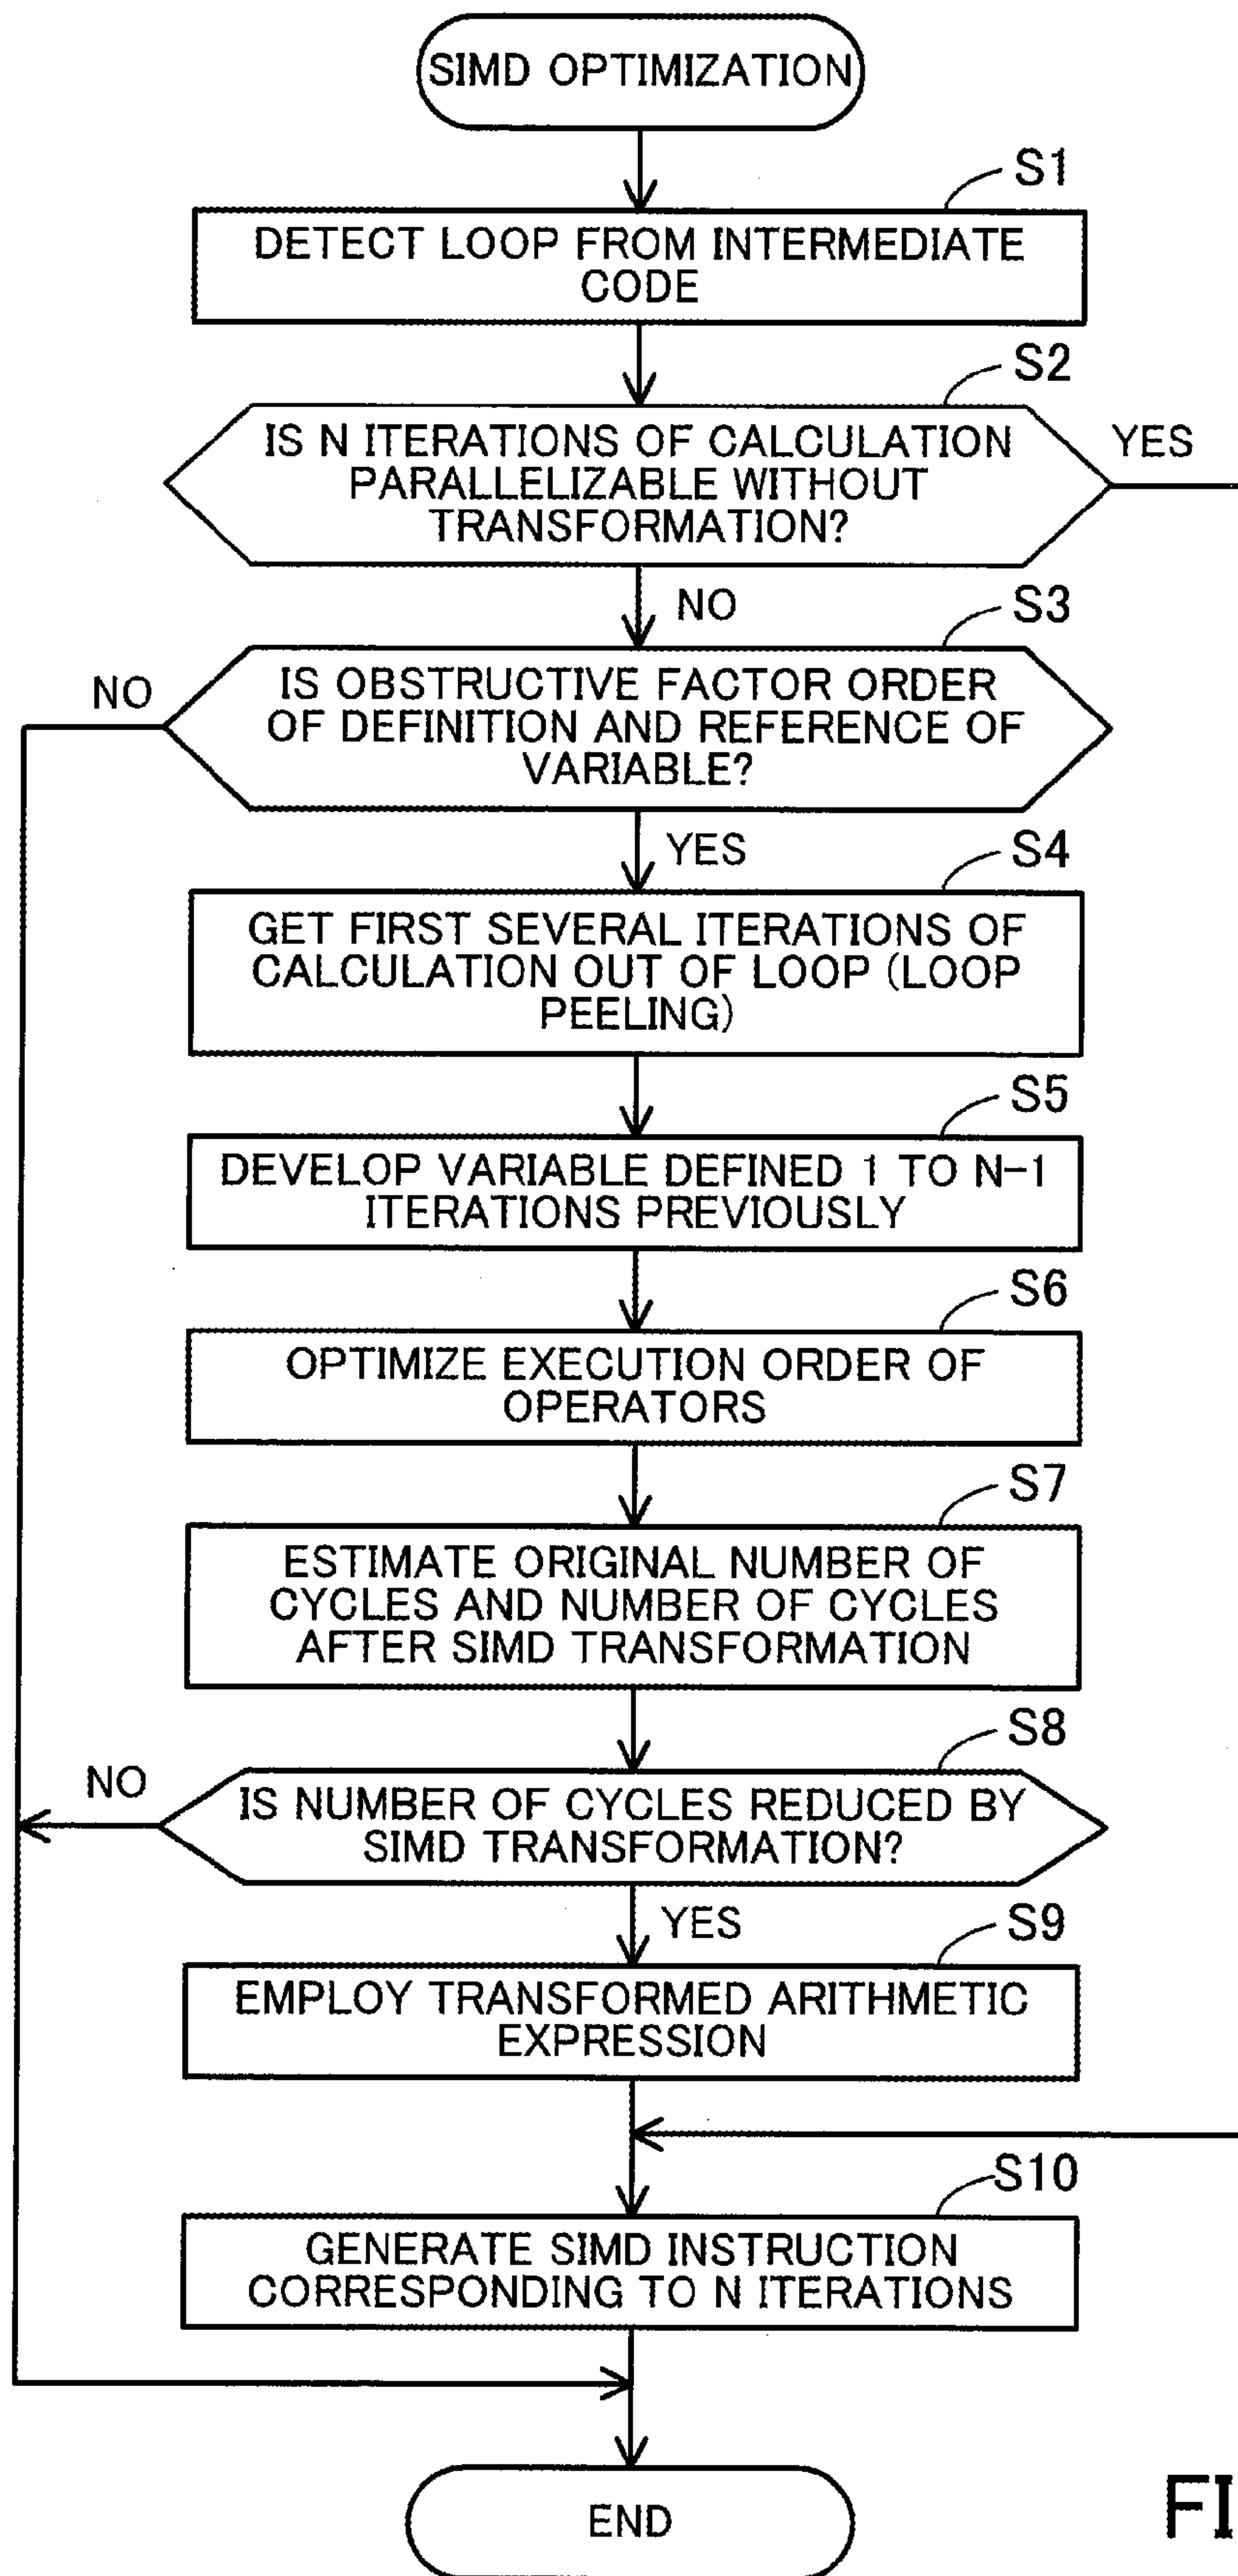 SIMD OPTIMIZATION
S1
DETECT LOOP FROM INTERMEDIATE
CODE
S2
IS N ITERATIONS OF CALCULATION
PARALLELIZABLE WITHOUT
TRANSFORMATION?
YES
NO
S3
IS OBSTRUCTIVE FACTOR ORDER
OF DEFINITION AND REFERENCE OF
VARIABLE?
NO
YES
S4
GET FIRST SEVERAL ITERATIONS OF
CALCULATION OUT OF LOOP (LOOP
PEELING)
S5
DEVELOP VARIABLE DEFINED 1 TO N-1
ITERATIONS PREVIOUSLY
S6
OPTIMIZE EXECUTION ORDER OF
OPERATORS
S7
ESTIMATE ORIGINAL NUMBER OF
CYCLES AND NUMBER OF CYCLES
AFTER SIMD TRANSFORMATION
S8
IS NUMBER OF CYCLES REDUCED BY
SIMD TRANSFORMATION?
NO
YES
S9
EMPLOY TRANSFORMED ARITHMETIC
EXPRESSION
S10
GENERATE SIMD INSTRUCTION
CORRESPONDING TO N ITERATIONS
END
FI